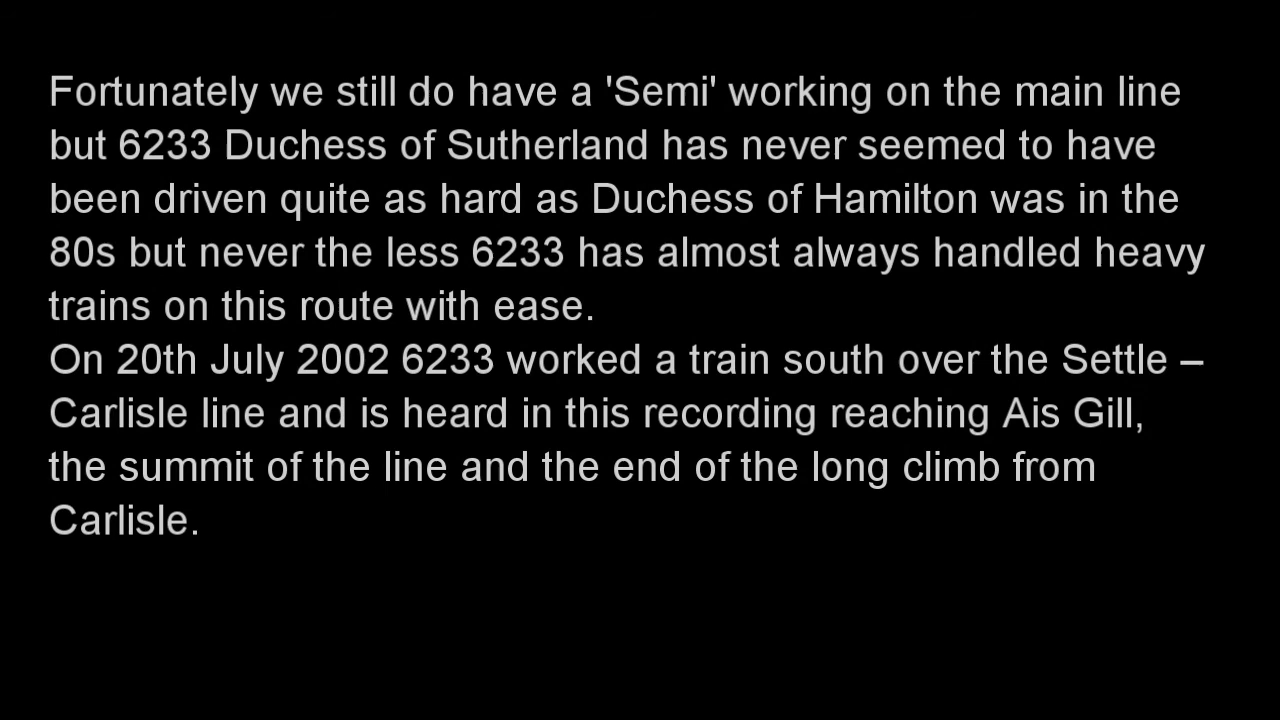 Fortunately we still do have a 'Semi' working on the main line
but 6233 Duchess of Sutherland has never seemed to have
been driven quite as hard as Duchess of Hamilton was in the
80s but never the less 6233 has almost always handled heavy
trains on this route with ease.
On 20th July 2002 6233 worked a train south over the Settle –
Carlisle line and is heard in this recording reaching Ais Gill,
the summit of the line and the end of the long climb from
Carlisle.